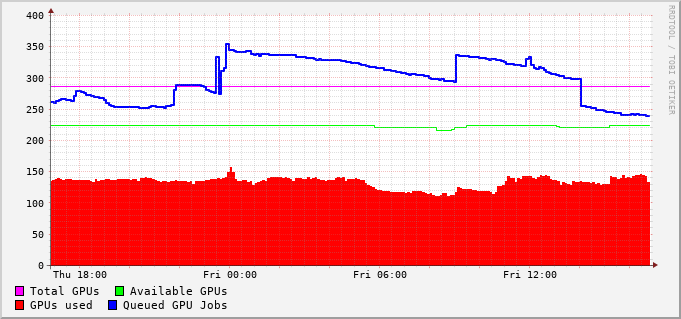 400
350
300
250
200
150
100
50
0
Thu 18:00 Fri 00:00 Fri 06:00 Fri 12:00
Total GPUs Available GPUs
GPUs used Queued GPU Jobs
RRDTOOL / TOBI OETIKER